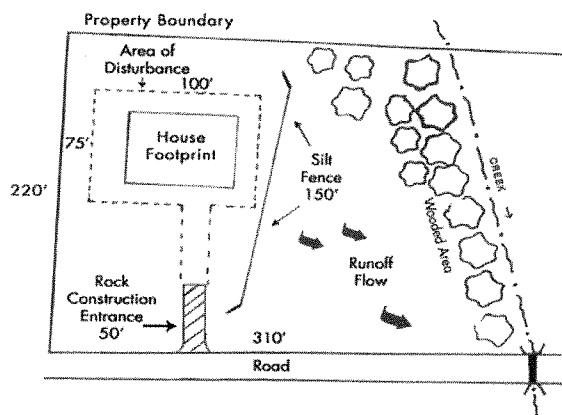 Property Boundary
Area of
Disturbance
100'
75'
House
Footprint
220'
Silt
Fence
150'
CREEK →
Wooded Area
Runoff
Flow
Rock
Construction
Entrance
50'
310'
Road